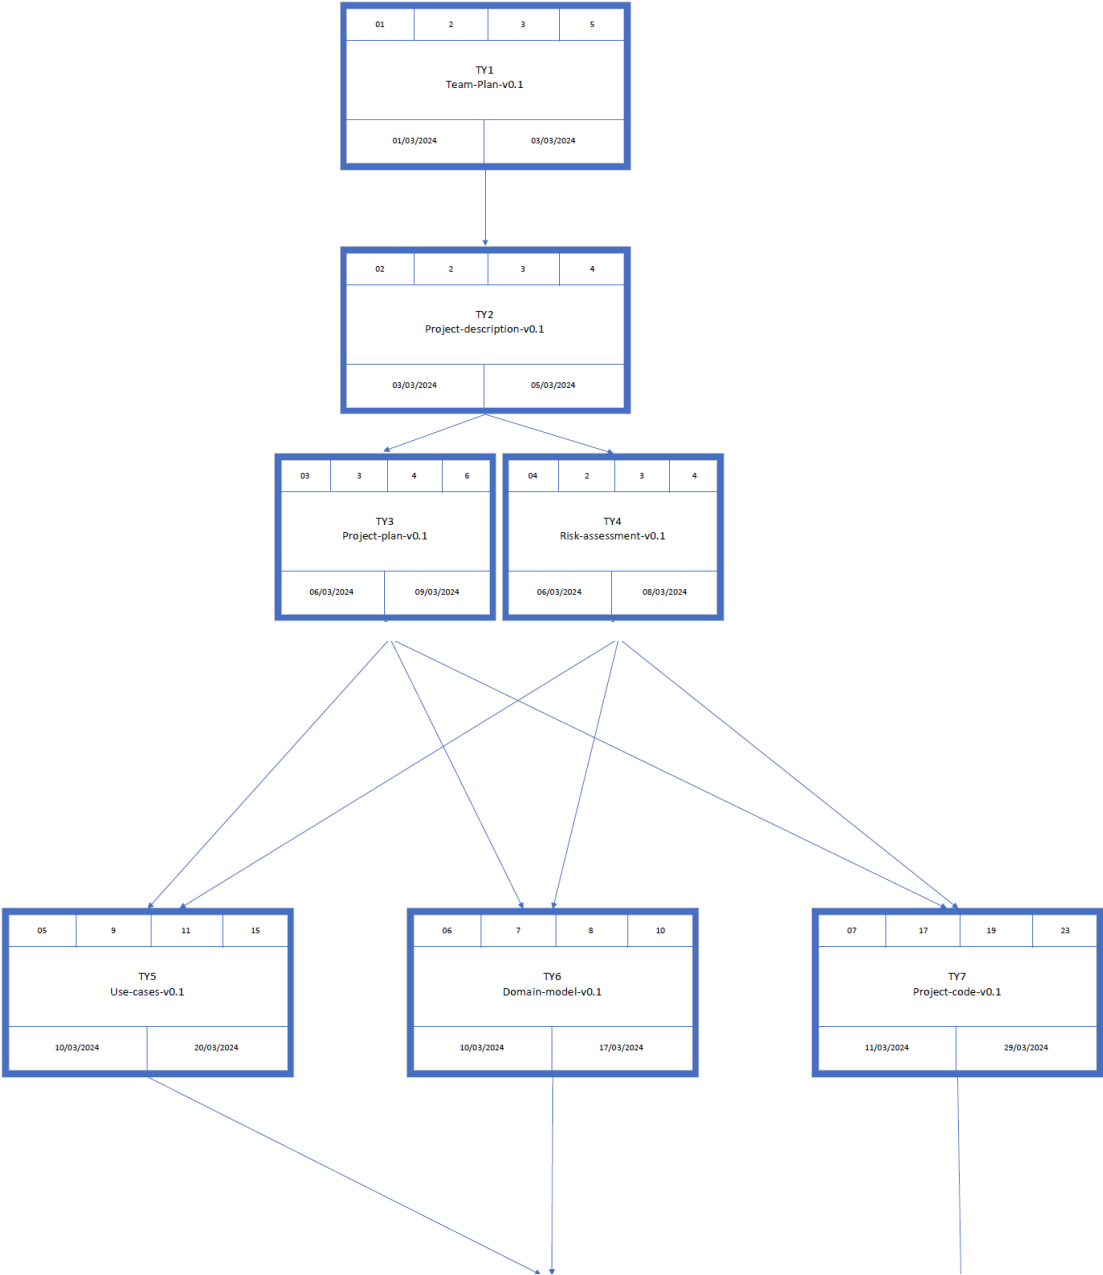 01 2 3 5
TY1
Team-Plan-v0.1
01/03/2024 03/03/2024
02 2 3 4
TY2
Project-description-v0.1
03/03/2024 05/03/2024
03 3 4 6
TY3
Project-plan-v0.1
06/03/2024 09/03/2024
04 2 3 4
TY4
Risk-assessment-v0.1
06/03/2024 08/03/2024
05 9 11 15
TY5
Use-cases-v0.1
10/03/2024 20/03/2024
06 7 8 10
TY6
Domain-model-v0.1
10/03/2024 17/03/2024
07 17 19 23
TY7
Project-code-v0.1
11/03/2024 29/03/2024